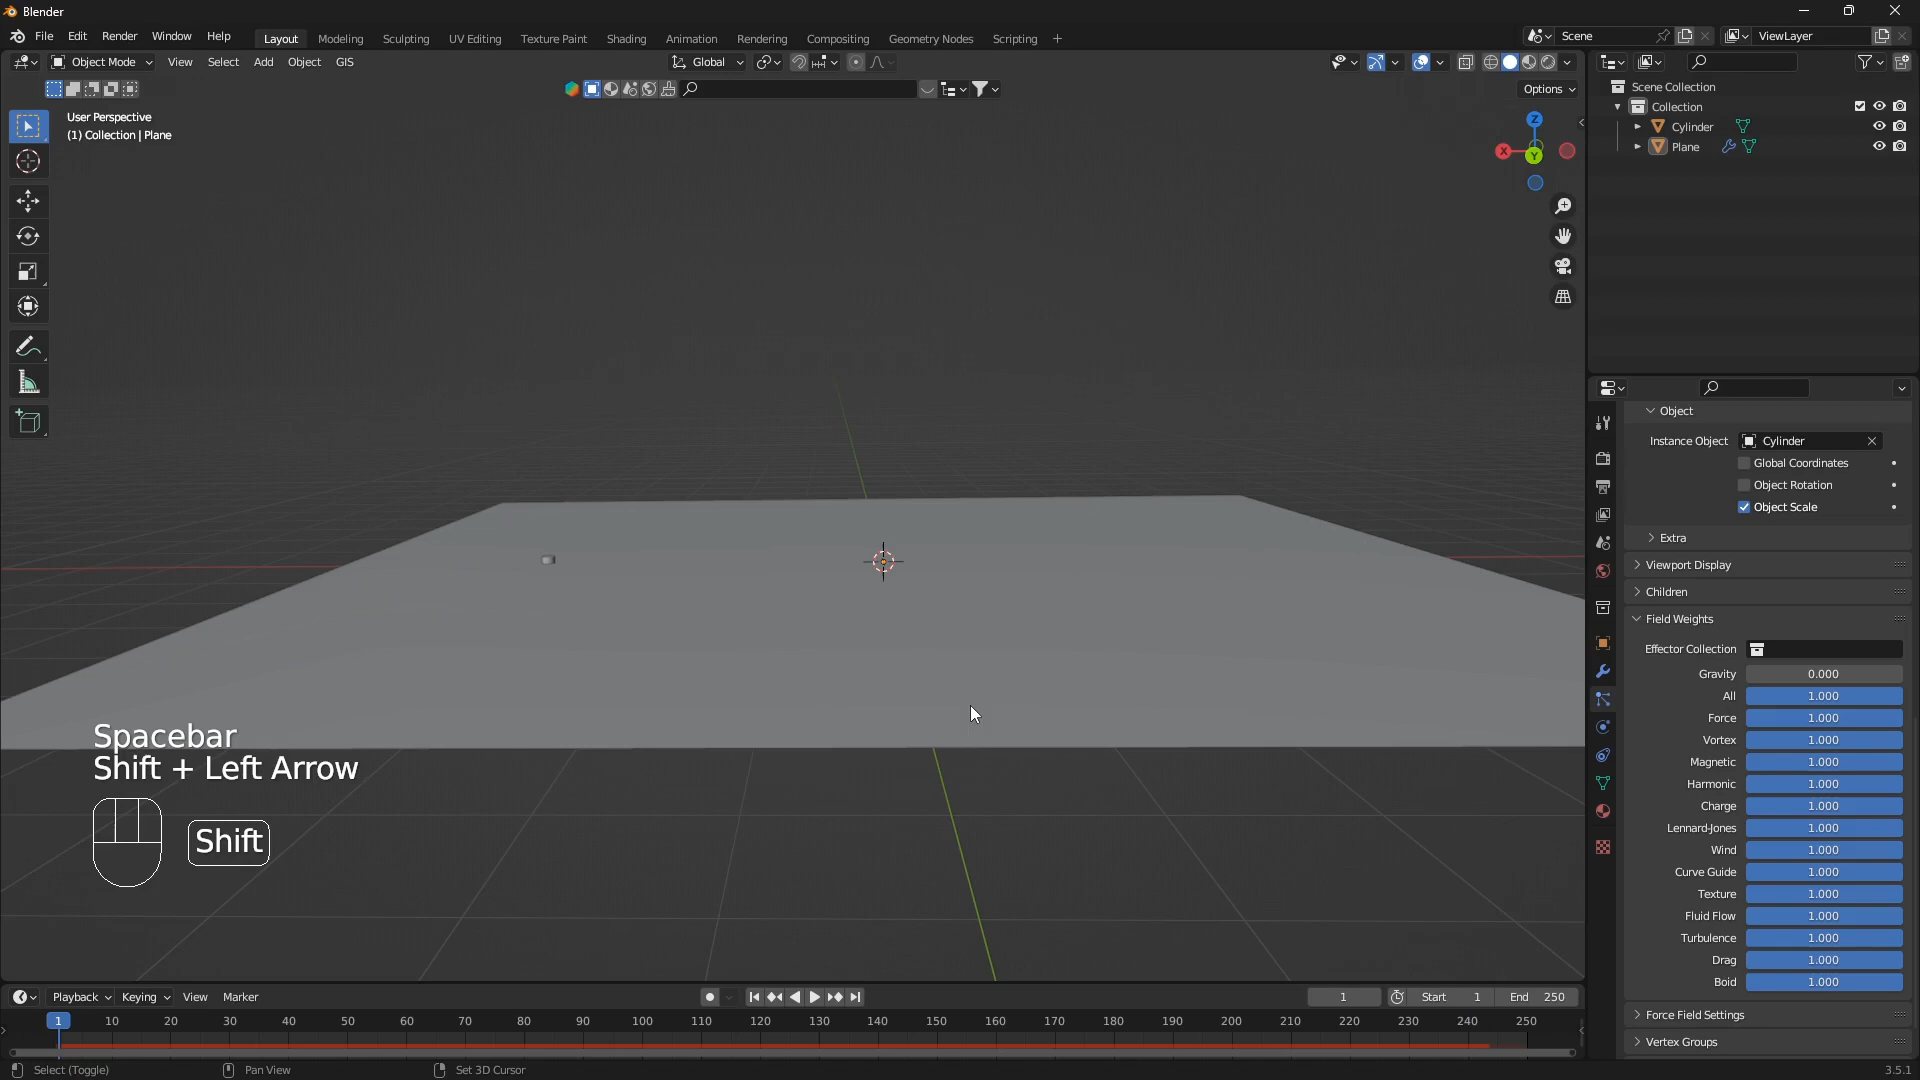 Blender
File Edit Render Window Help Layout Modeling Sculpting UV Editing Texture Paint Shading Animation Rendering Compositing Geometry Nodes Scripting + Scene ViewLayer
Object Mode View Select Add Object GIS Global
Options
User Perspective
(1) Collection | Plane
Z
X
Y
Scene Collection
Collection
Cylinder
Plane
Object
Instance Object Cylinder
Global Coordinates
Object Rotation
Object Scale
Extra
Viewport Display
Children
Field Weights
Effector Collection
Gravity 0.000
All 1.000
Force 1.000
Vortex 1.000
Magnetic 1.000
Harmonic 1.000
Charge 1.000
Lennard-Jones 1.000
Wind 1.000
Curve Guide 1.000
Texture 1.000
Fluid Flow 1.000
Turbulence 1.000
Drag 1.000
Boid 1.000
Force Field Settings
Vertex Groups
Spacebar
Shift + Left Arrow
Shift
Playback Keying View Marker 1 Start 1 End 250
1 10 20 30 40 50 60 70 80 90 100 110 120 130 140 150 160 170 180 190 200 210 220 230 240 250
Select (Toggle) Pan View Set 3D Cursor 3.5.1